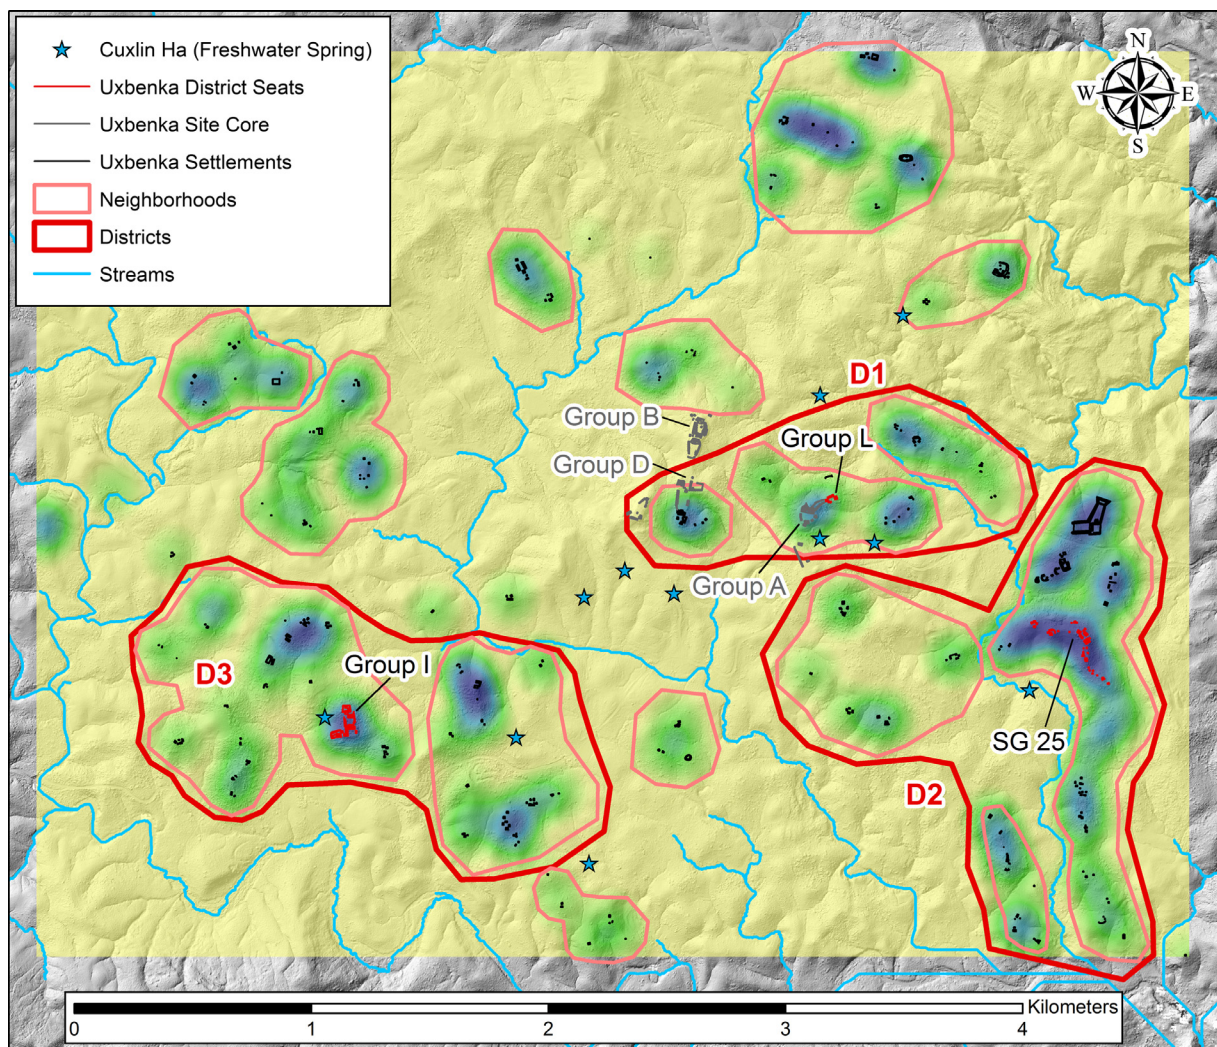 Cuxlin Ha (Freshwater Spring)
Uxbenka District Seats
Uxbenka Site Core
Uxbenka Settlements
Neighborhoods
Districts
Streams
N
W E
S
D1
Group B
Group L
Group D
Group A
D3
Group I
SG 25
D2
Kilometers
0 1 2 3 4